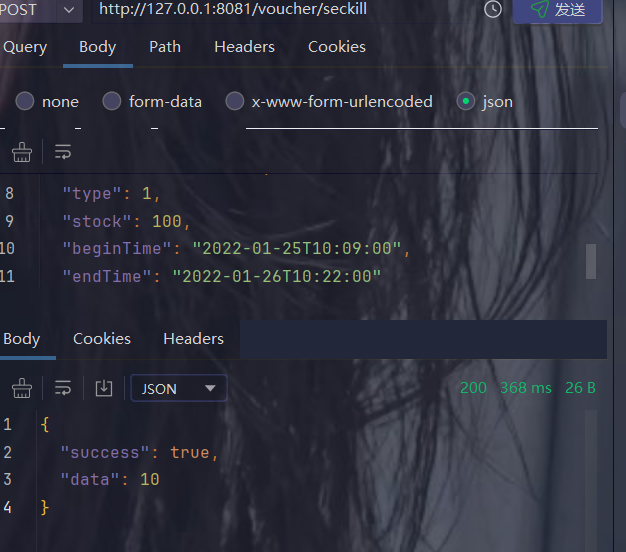 POST http://127.0.0.1:8081/voucher/seckill 发送
Query Body Path Headers Cookies
none form-data x-www-form-urlencoded json
8 "type": 1,
9 "stock": 100,
10 "beginTime": "2022-01-25T10:09:00",
11 "endTime": "2022-01-26T10:22:00"
Body Cookies Headers
JSON 200 368 ms 26 B
1 {
2 "success": true,
3 "data": 10
4 }